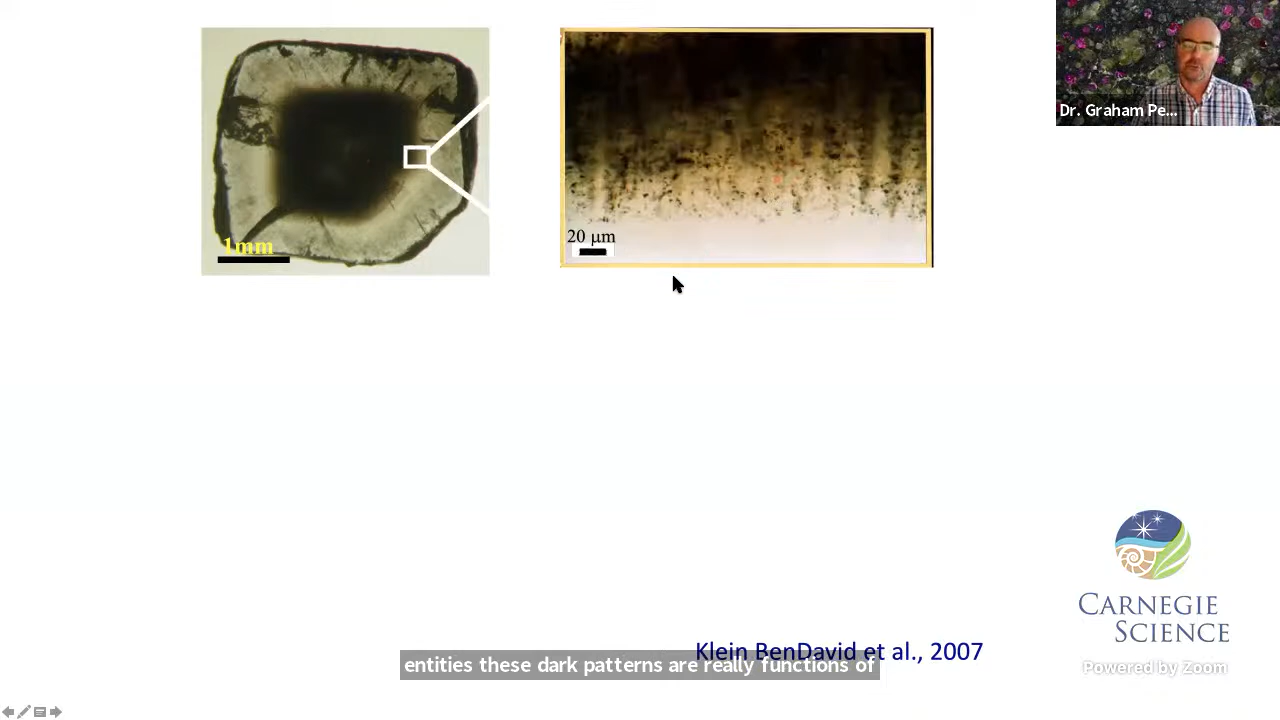 Dr. Graham Pe...
1mm
20 μm
CARNEGIE
SCIENCE
Klein BenDavid et al., 2007
entities these dark patterns are really functions of
Powered by Zoom